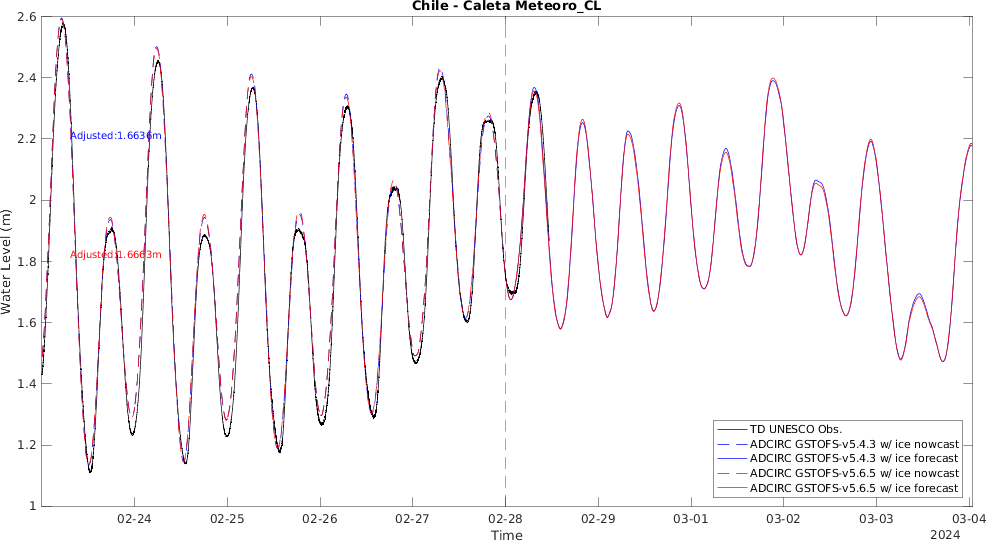 Chile - Caleta Meteoro_CL
Water Level (m)
2.6
2.4
2.2
2
1.8
1.6
1.4
1.2
1
Adjusted:1.6636m
Adjusted:1.6663m
TD UNESCO Obs.
ADCIRC GSTOFS-v5.4.3 w/ ice nowcast
ADCIRC GSTOFS-v5.4.3 w/ ice forecast
ADCIRC GSTOFS-v5.6.5 w/ ice nowcast
ADCIRC GSTOFS-v5.6.5 w/ ice forecast
02-24
02-25
02-26
02-27
02-28
02-29
03-01
03-02
03-03
03-04
Time
2024